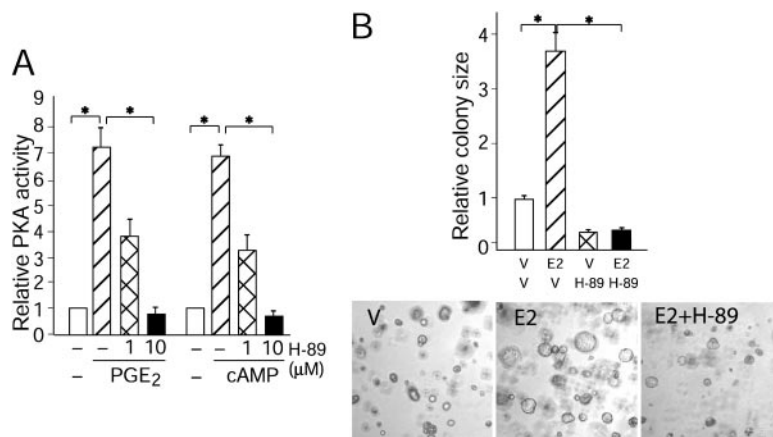 A
Relative PKA activity
9
8
7
6
5
4
3
2
1
0
* * * *
– – 1 10 – – 1 10 H-89
– PGE2 – cAMP (μM)
B
Relative colony size
4
3
2
1
0
* *
V E2 V E2
V V H-89 H-89
V E2 E2+H-89